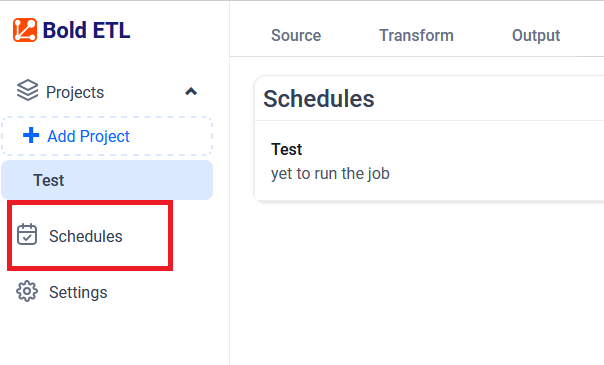 Bold ETL
Source Transform Output
Projects
Add Project
Test
Schedules
Settings
Schedules
Test
yet to run the job